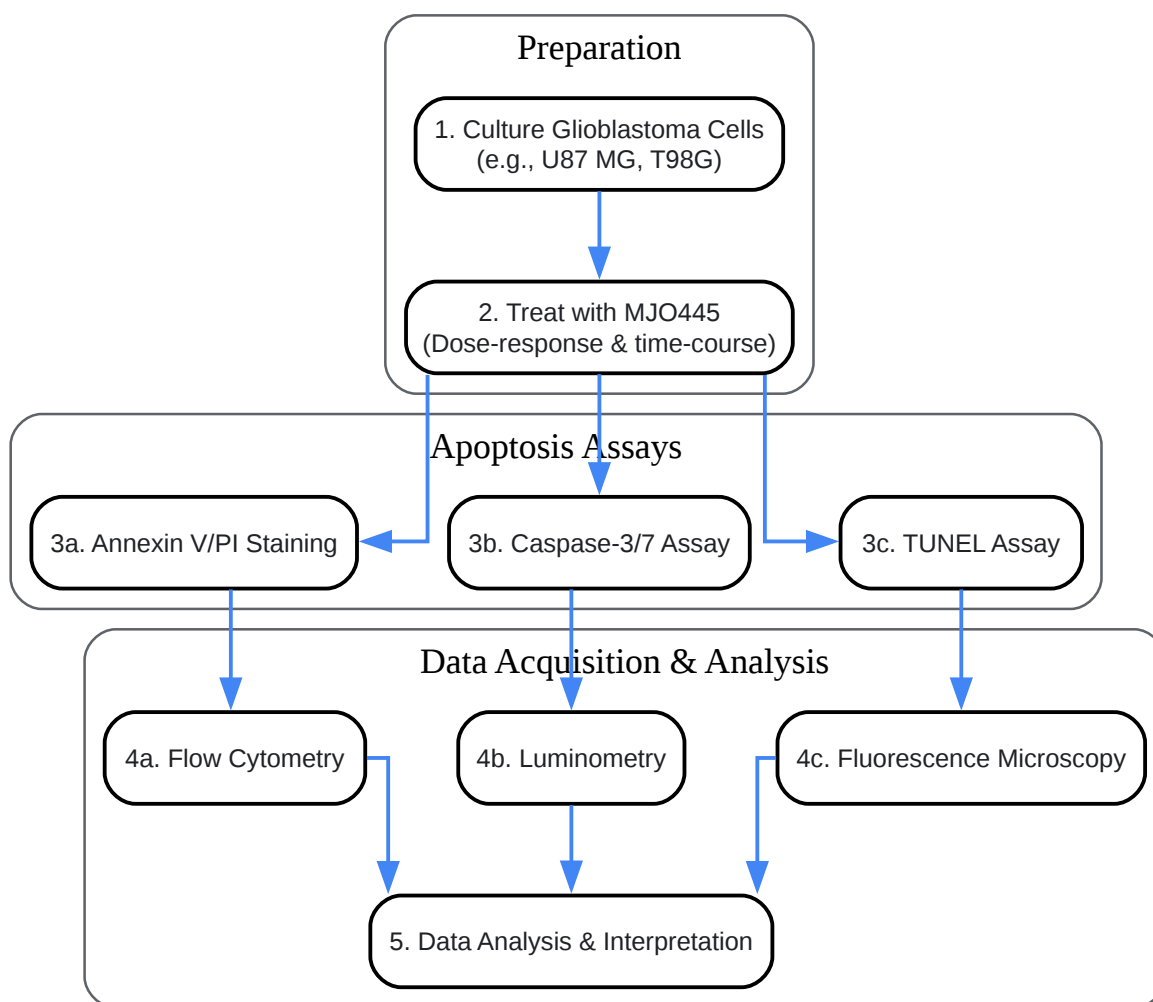 Preparation
1. Culture Glioblastoma Cells
(e.g., U87 MG, T98G)
2. Treat with MJO445
(Dose-response & time-course)
Apoptosis Assays
3a. Annexin V/PI Staining
3b. Caspase-3/7 Assay
3c. TUNEL Assay
Data Acquisition & Analysis
4a. Flow Cytometry
4b. Luminometry
4c. Fluorescence Microscopy
5. Data Analysis & Interpretation